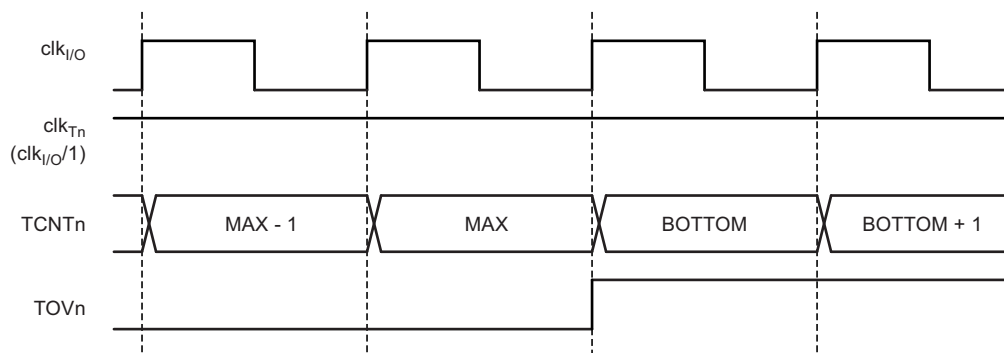 clkI/O
clkTn
(clkI/O/1)
TCNTn MAX - 1 MAX BOTTOM BOTTOM + 1
TOVn